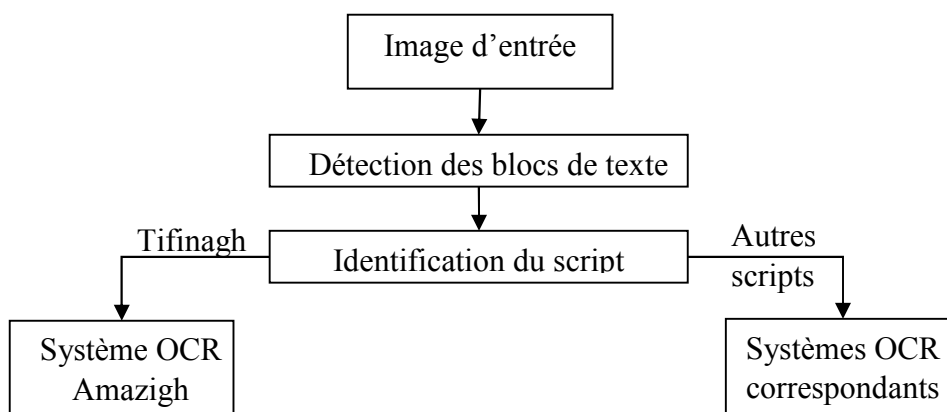 Image d’entrée
Détection des blocs de texte
Tifinagh
Identification du script
Autres
scripts
Système OCR
Amazigh
Systèmes OCR
correspondants